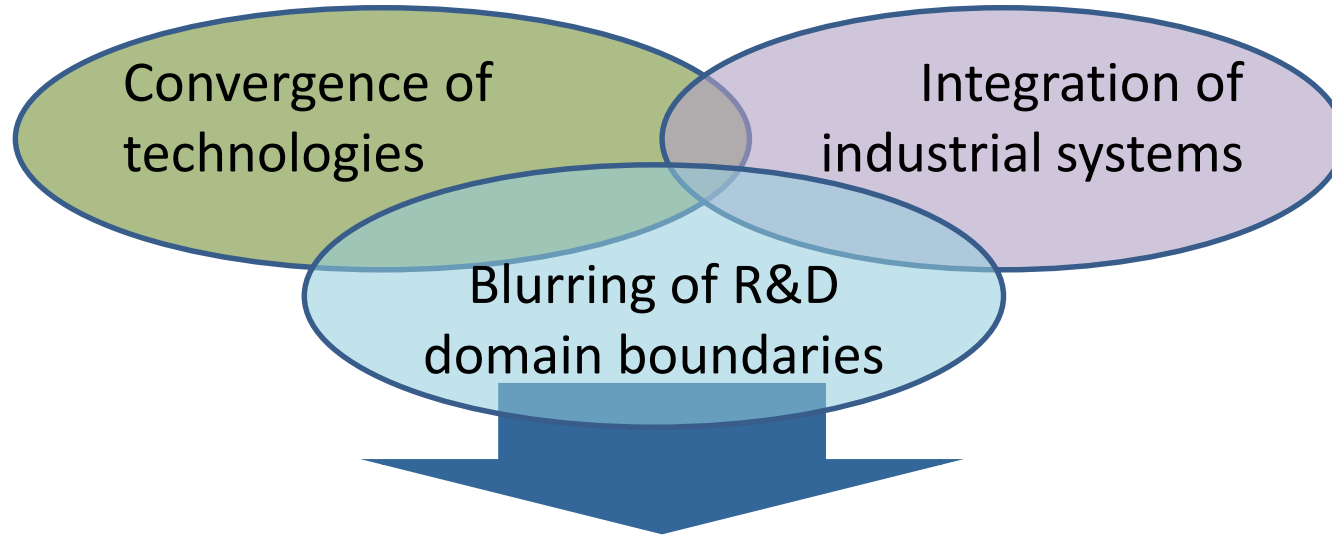 Convergence of
technologies
Integration of
industrial systems
Blurring of R&D
domain boundaries